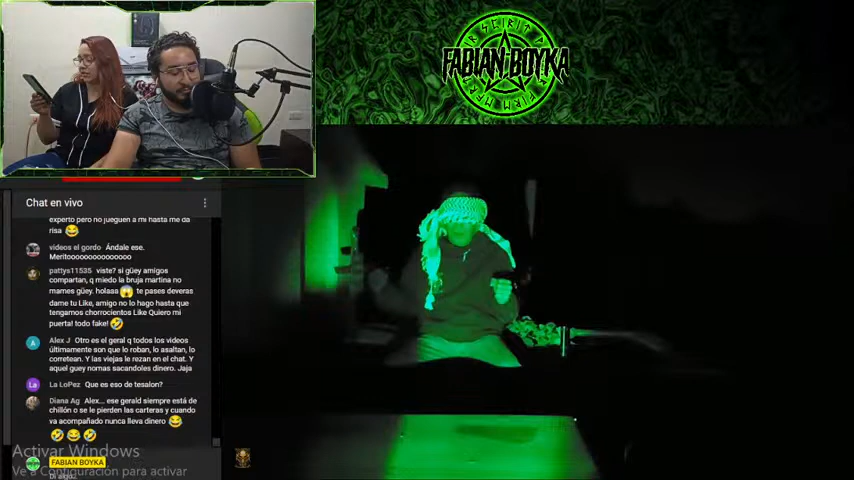 FABIAN BOYKA
Chat en vivo
experto pero no jueguen a mi hasta me da
risa 😂
videos el gordo Ándale ese.
Meritooooooooooooooo
pattys11535 viste? si güey amigos
compartan, q miedo la bruja martina no
mames güey. holaaa 😱 te pases deveras
dame tu Like, amigo no lo hago hasta que
tengamos chorrocientos Like Quiero mi
puerta! todo fake! 🤣
A
Alex J Otro es el geral q todos los videos
últimamente son que lo roban, lo asaltan, lo
corretean. Y las viejas le rezan en el chat. Y
aquel guey nomas sacandoles dinero. Jaja
La
La LoPez Que es eso de tesalon?
Diana Ag Alex... ese gerald siempre está de
chillón o se le pierden las carteras y cuando
va acompañado nunca lleva dinero 😂
🤣😂🤣
Activar Windows
Ve a Configuración para activar
FABIAN BOYKA